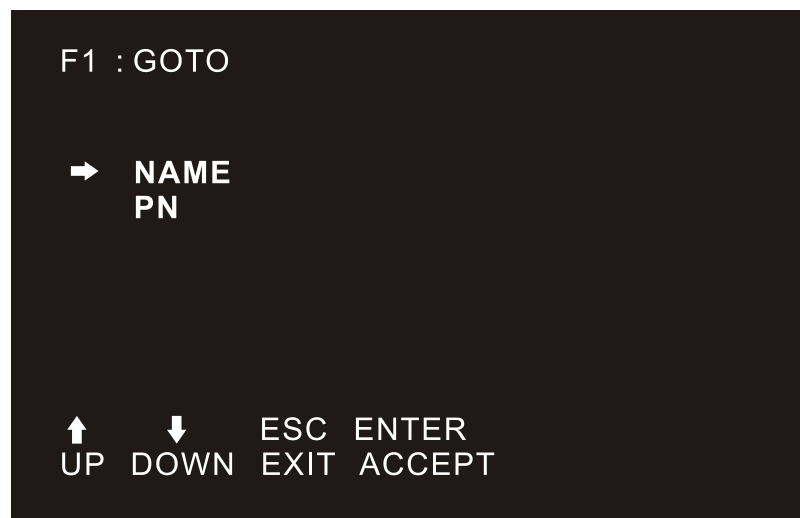 F1 : GOTO
➡ NAME
PN
⬆ ⬇ ESC ENTER
UP DOWN EXIT ACCEPT